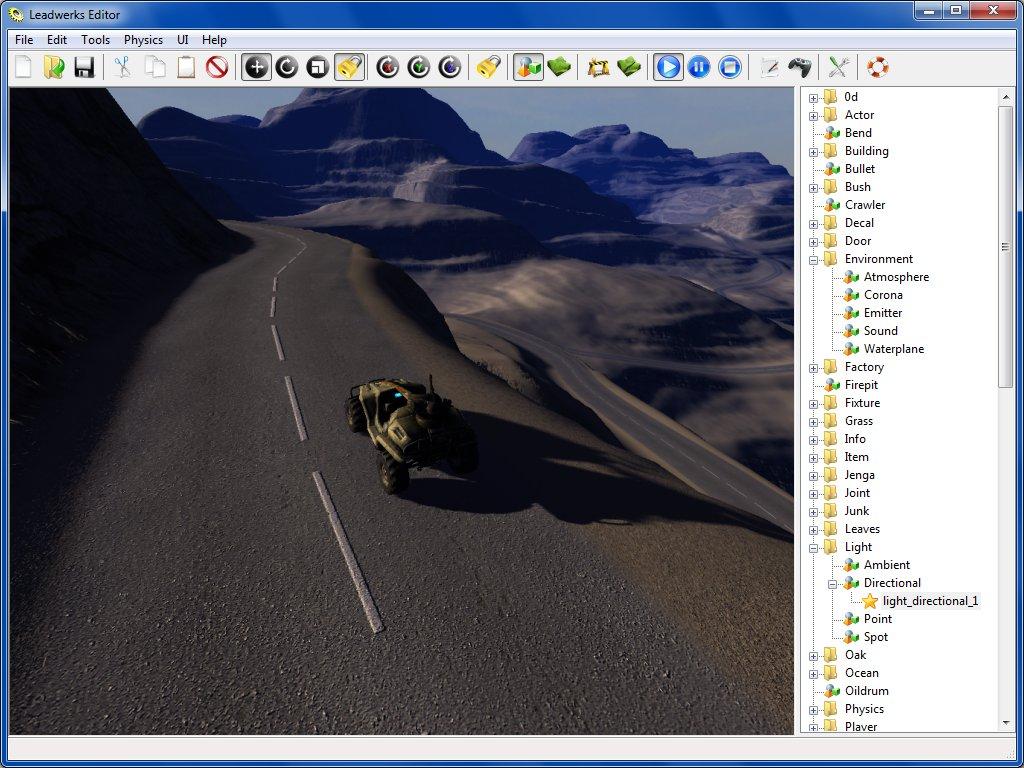 Leadwerks Editor
File Edit Tools Physics UI Help
0d
Actor
Bend
Building
Bullet
Bush
Crawler
Decal
Door
Environment
Atmosphere
Corona
Emitter
Sound
Waterplane
Factory
Firepit
Fixture
Grass
Info
Item
Jenga
Joint
Junk
Leaves
Light
Ambient
Directional
light_directional_1
Point
Spot
Oak
Ocean
Oildrum
Physics
Player